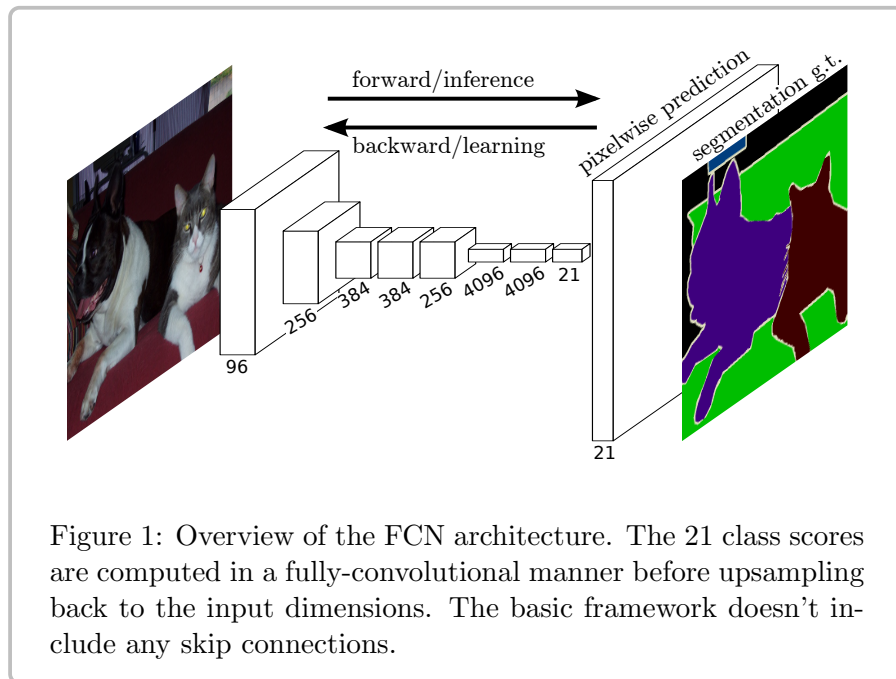 forward/inference
backward/learning
pixelwise prediction
segmentation g.t.
96
256
384
384
256
4096
4096
21
21
Figure 1: Overview of the FCN architecture. The 21 class scores
are computed in a fully-convolutional manner before upsampling
back to the input dimensions. The basic framework doesn't in-
clude any skip connections.